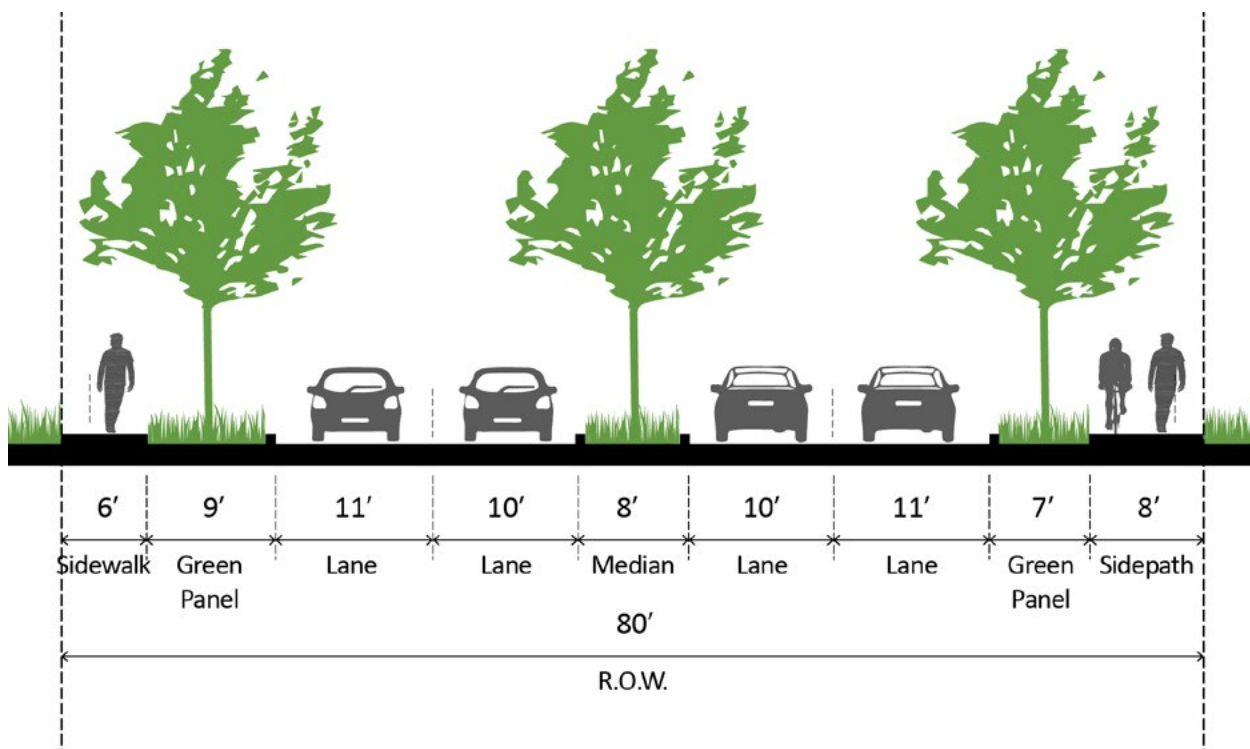 6′ 9′ 11′ 10′ 8′ 10′ 11′ 7′ 8′
Sidewalk Green Lane Lane Median Lane Lane Green Sidepath
Panel Panel
80′
R.O.W.